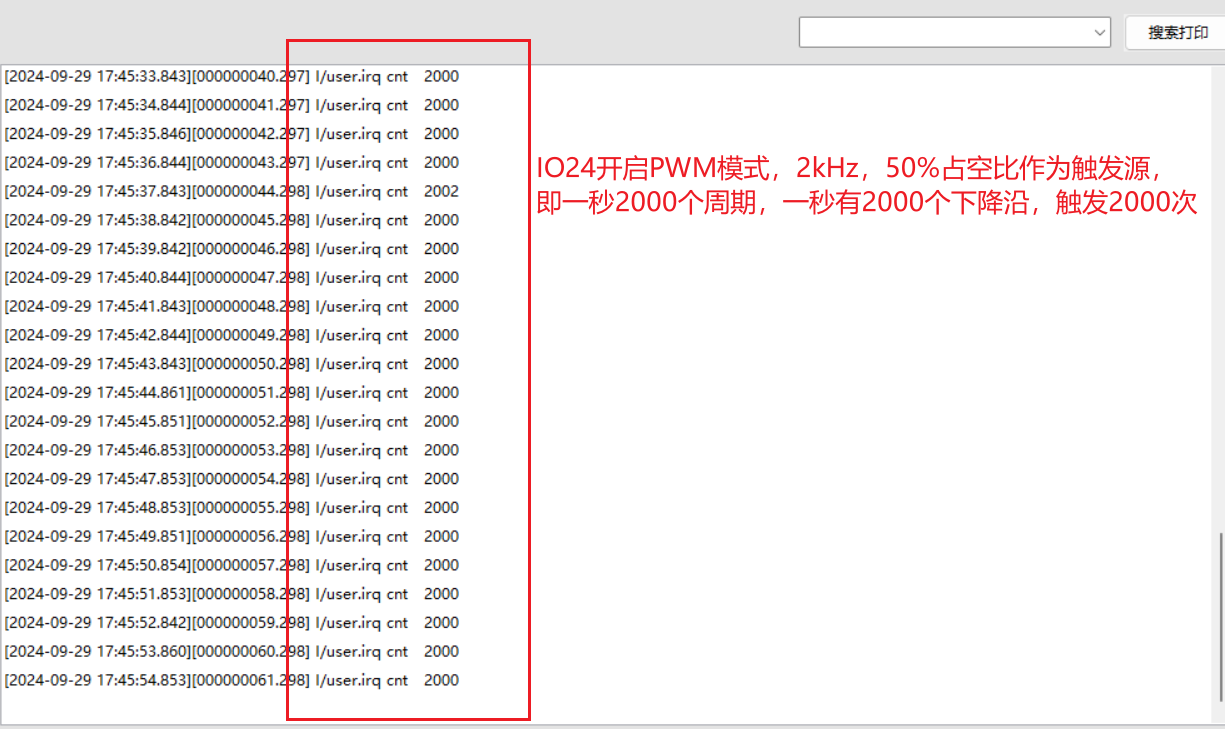 搜索打印
[2024-09-29 17:45:33.843][000000040.297] I/user.irq cnt 2000
[2024-09-29 17:45:34.844][000000041.297] I/user.irq cnt 2000
[2024-09-29 17:45:35.846][000000042.297] I/user.irq cnt 2000
[2024-09-29 17:45:36.844][000000043.297] I/user.irq cnt 2000
IO24开启PWM模式，2kHz，50%占空比作为触发源，
[2024-09-29 17:45:37.843][000000044.298] I/user.irq cnt 2002
即一秒2000个周期，一秒有2000个下降沿，触发2000次
[2024-09-29 17:45:38.842][000000045.298] I/user.irq cnt 2000
[2024-09-29 17:45:39.842][000000046.298] I/user.irq cnt 2000
[2024-09-29 17:45:40.844][000000047.298] I/user.irq cnt 2000
[2024-09-29 17:45:41.843][000000048.298] I/user.irq cnt 2000
[2024-09-29 17:45:42.844][000000049.298] I/user.irq cnt 2000
[2024-09-29 17:45:43.843][000000050.298] I/user.irq cnt 2000
[2024-09-29 17:45:44.861][000000051.298] I/user.irq cnt 2000
[2024-09-29 17:45:45.851][000000052.298] I/user.irq cnt 2000
[2024-09-29 17:45:46.853][000000053.298] I/user.irq cnt 2000
[2024-09-29 17:45:47.853][000000054.298] I/user.irq cnt 2000
[2024-09-29 17:45:48.853][000000055.298] I/user.irq cnt 2000
[2024-09-29 17:45:49.851][000000056.298] I/user.irq cnt 2000
[2024-09-29 17:45:50.854][000000057.298] I/user.irq cnt 2000
[2024-09-29 17:45:51.853][000000058.298] I/user.irq cnt 2000
[2024-09-29 17:45:52.842][000000059.298] I/user.irq cnt 2000
[2024-09-29 17:45:53.860][000000060.298] I/user.irq cnt 2000
[2024-09-29 17:45:54.853][000000061.298] I/user.irq cnt 2000